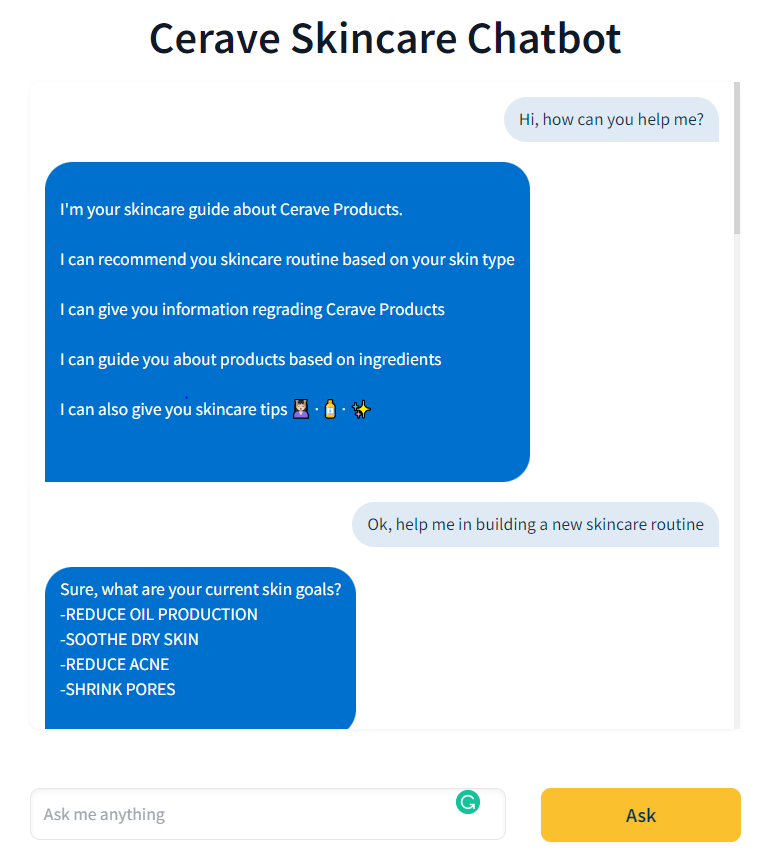 Cerave Skincare Chatbot
Hi, how can you help me?
I'm your skincare guide about Cerave Products.
I can recommend you skincare routine based on your skin type
I can give you information regrading Cerave Products
I can guide you about products based on ingredients
I can also give you skincare tips 💆🏻‍♀️ · 🧴 · ✨
Ok, help me in building a new skincare routine
Sure, what are your current skin goals?
-REDUCE OIL PRODUCTION
-SOOTHE DRY SKIN
-REDUCE ACNE
-SHRINK PORES
Ask me anything
Ask